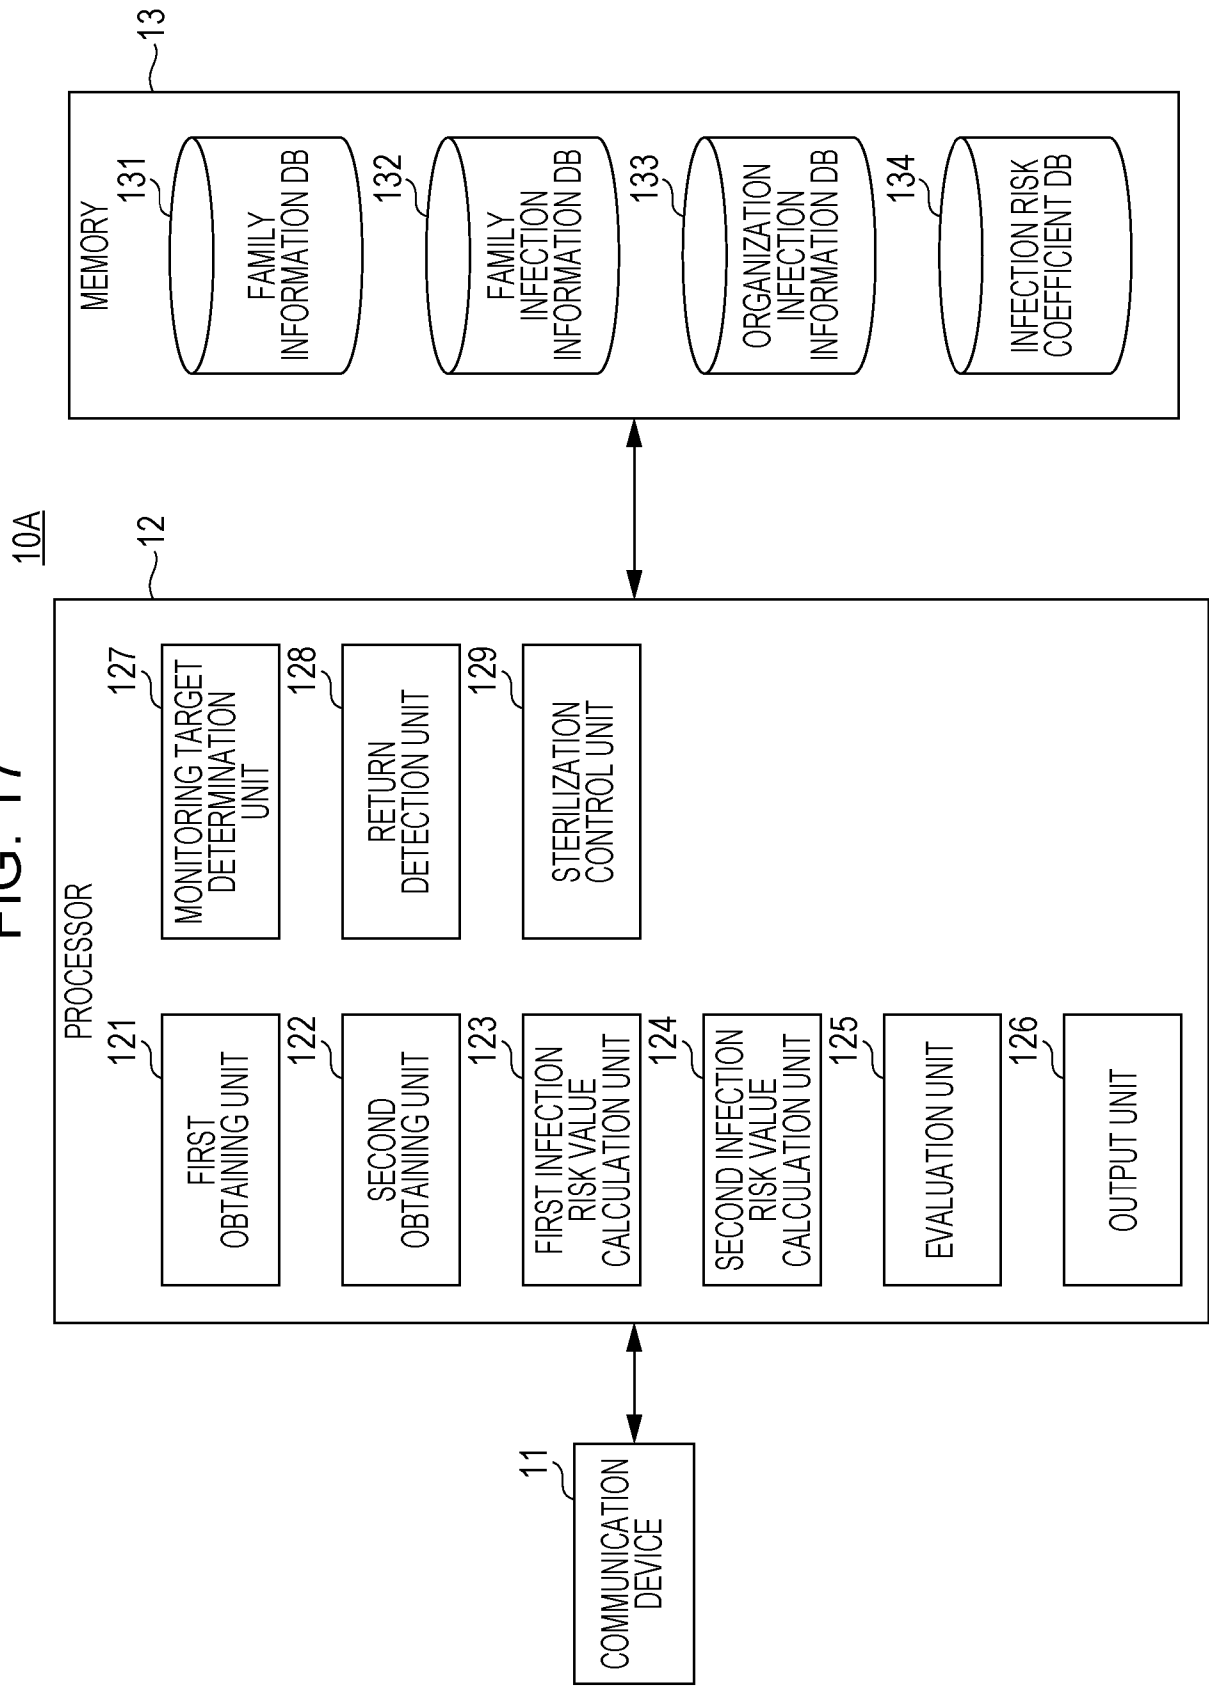 FIG. 17
10A
COMMUNICATION
DEVICE
11
PROCESSOR
12
FIRST
OBTAINING UNIT
121
SECOND
OBTAINING UNIT
122
FIRST INFECTION
RISK VALUE
CALCULATION UNIT
123
SECOND INFECTION
RISK VALUE
CALCULATION UNIT
124
EVALUATION UNIT
125
OUTPUT UNIT
126
MONITORING TARGET
DETERMINATION
UNIT
127
RETURN
DETECTION UNIT
128
STERILIZATION
CONTROL UNIT
129
MEMORY
13
FAMILY
INFORMATION DB
131
FAMILY
INFECTION
INFORMATION DB
132
ORGANIZATION
INFECTION
INFORMATION DB
133
INFECTION RISK
COEFFICIENT DB
134